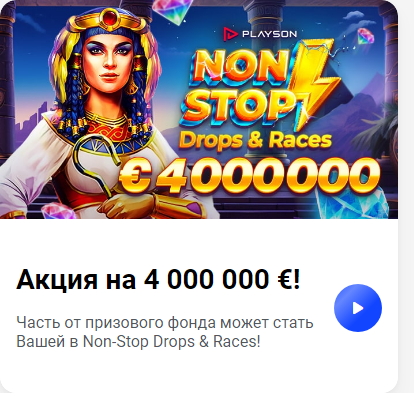 PLAYSON
NON
STOP
Drops & Races
€4000000
Акция на 4 000 000 €!
Часть от призового фонда может стать
Вашей в Non-Stop Drops & Races!